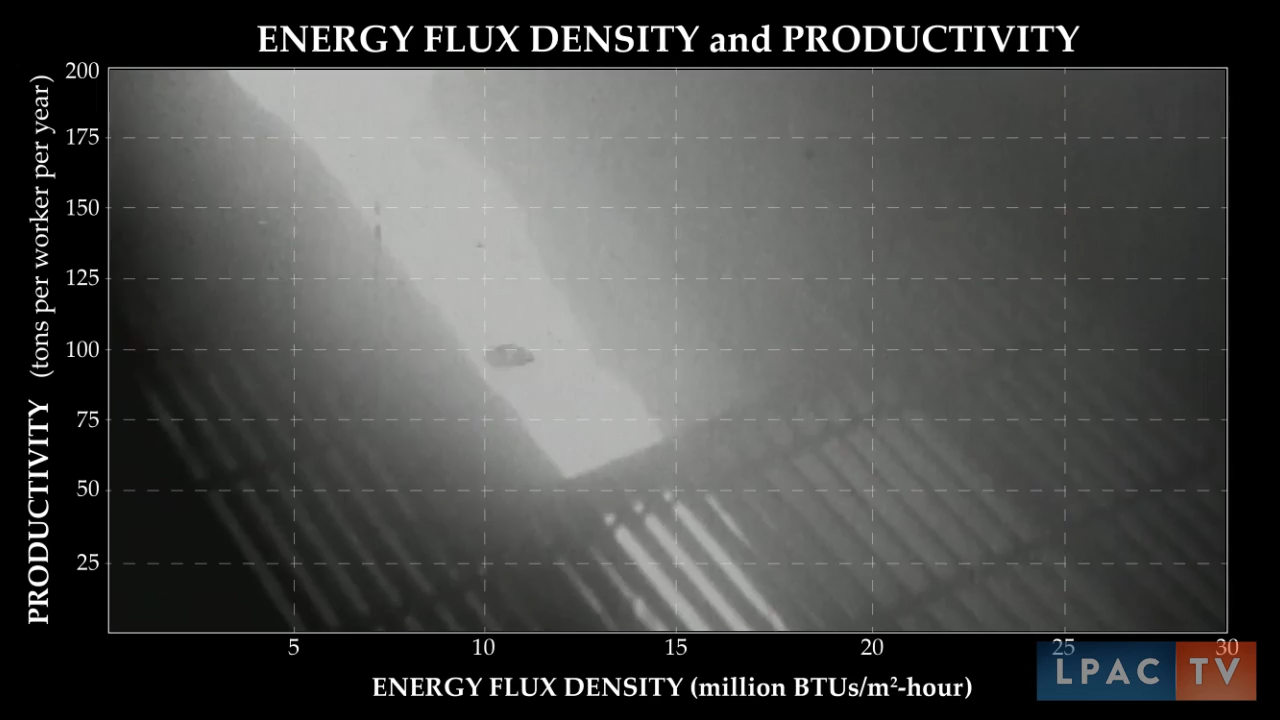 ENERGY FLUX DENSITY and PRODUCTIVITY
PRODUCTIVITY (tons per worker per year)
200
175
150
125
100
75
50
25
5 10 15 20 25 30
ENERGY FLUX DENSITY (million BTUs/m²-hour)
LPAC TV